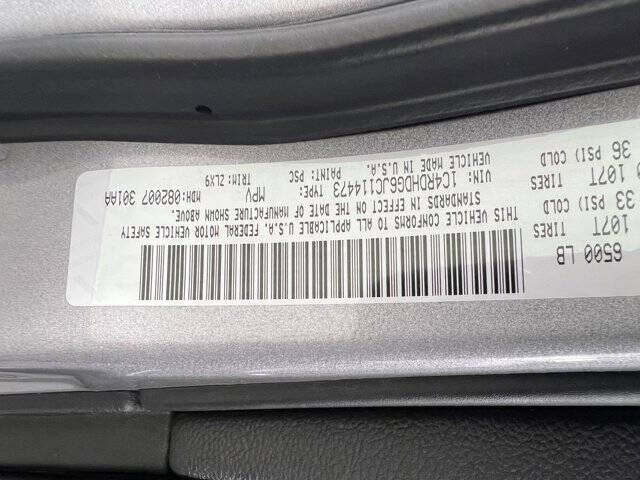 6500 LB
107T TIRES
33 PSI) COLD
107T TIRES
36 PSI) COLD
THIS VEHICLE CONFORMS TO ALL APPLICABLE U.S.A. FEDERAL MOTOR VEHICLE SAFETY
STANDARDS IN EFFECT ON THE DATE OF MANUFACTURE SHOWN ABOVE.
VIN: 1C4RDHDG6JC114473 TYPE: MPV MDH:082007 301AA
VEHICLE MADE IN U.S.A. PAINT: PSC TRIM:ZLX9